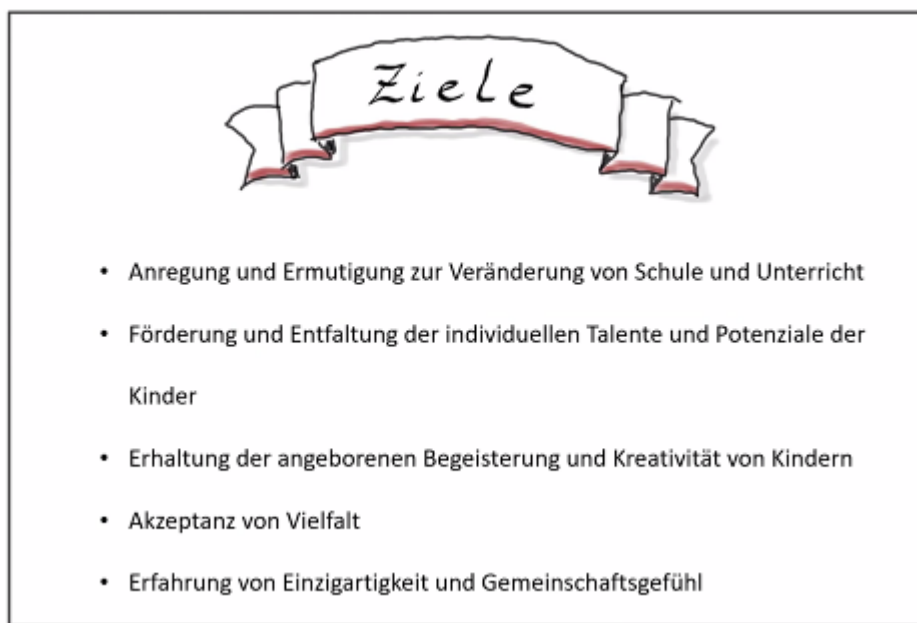 Ziele
• Anregung und Ermutigung zur Veränderung von Schule und Unterricht
• Förderung und Entfaltung der individuellen Talente und Potenziale der
Kinder
• Erhaltung der angeborenen Begeisterung und Kreativität von Kindern
• Akzeptanz von Vielfalt
• Erfahrung von Einzigartigkeit und Gemeinschaftsgefühl